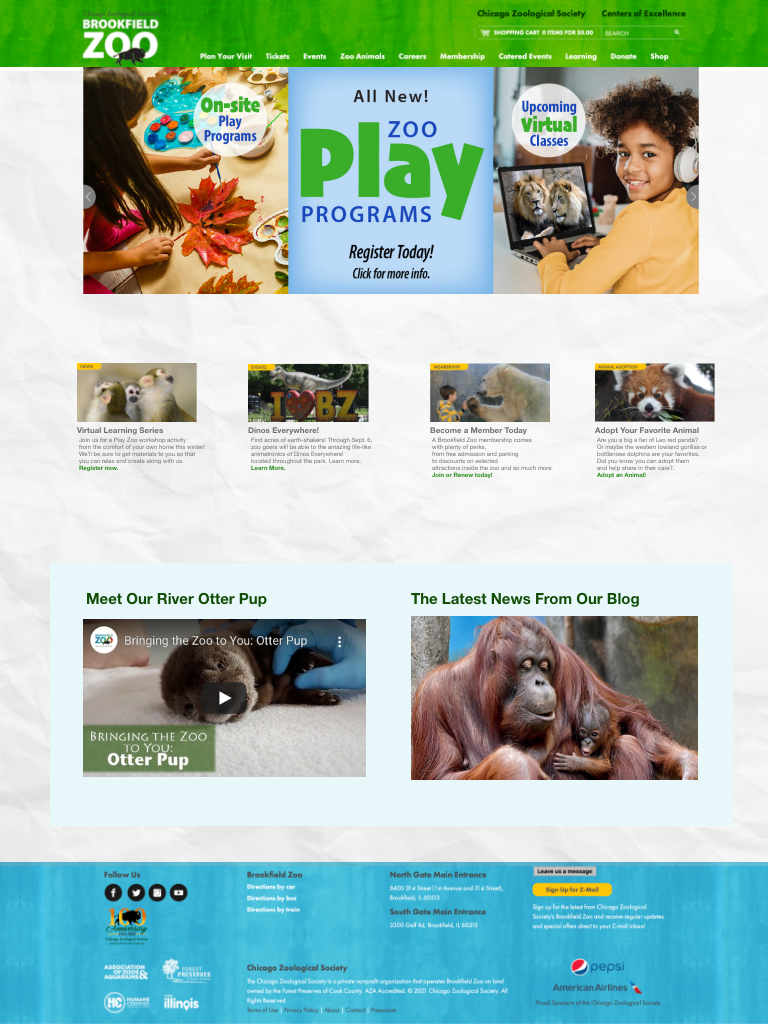 Chicago Zoological Society Centers of Excellence
BROOKFIELD
ZOO
SHOPPING CART 0 ITEMS FOR $0.00 SEARCH
Plan Your Visit Tickets Events Zoo Animals Careers Membership Catered Events Learning Donate Shop
On-site
Play
Programs
All New!
ZOO
Play
PROGRAMS
Register Today!
Click for more info.
Upcoming
Virtual
Classes
NEWS
Virtual Learning Series
Join us for a Play Zoo workshop activity
from the comfort of your own home this winter!
We'll be sure to get materials to you so that
you can relax and create along with us.
Register now.
EVENTS
I BZ
Dinos Everywhere!
Find acres of earth-shakers! Through Sept. 6,
zoo goers will be able to the amazing life-like
animatronics of Dinos Everywhere!
located throughout the park. Learn more.
Learn More.
MEMBERSHIP
Become a Member Today
A Brookfield Zoo membership comes
with plenty of perks,
from free admission and parking
to discounts on selected
attractions inside the zoo and so much more.
Join or Renew today!
ANIMAL ADOPTION
Adopt Your Favorite Animal
Are you a big fan of Leo red panda?
Or maybe the western lowland gorillas or
bottlenose dolphins are your favorites.
Did you know you can adopt them
and help share in their care?.
Adopt an Animal!
Meet Our River Otter Pup
BROOKFIELD
ZOO
Bringing the Zoo to You: Otter Pup
BRINGING THE ZOO
TO YOU:
Otter Pup
The Latest News From Our Blog
Follow Us
Anniversary
Chicago Zoological Society
Brookfield Zoo
Directions by car
Directions by bus
Directions by train
North Gate Main Entrance
8400 31st Street (1st Avenue and 31st Street),
Brookfield, IL 60513
South Gate Main Entrance
3300 Golf Rd, Brookfield, IL 60513
Leave us a message
Sign Up for Z-Mail
Sign up for the latest from Chicago Zoological
Society's Brookfield Zoo and receive regular updates
and special offers direct to your Z-mail inbox!
ASSOCIATION
OF ZOOS
AQUARIUMS &
FOREST
PRESERVES
HC HUMANE
CERTIFIED
illinois
Chicago Zoological Society
The Chicago Zoological Society is a private nonprofit organization that operates Brookfield Zoo on land
owned by the Forest Preserves of Cook County. AZA Accredited. © 2021 Chicago Zoological Society. All
Rights Reserved.
Terms of Use | Privacy Policy | About | Contact | Pressroom
pepsi
American Airlines
Proud Sponsors of the Chicago Zoological Society